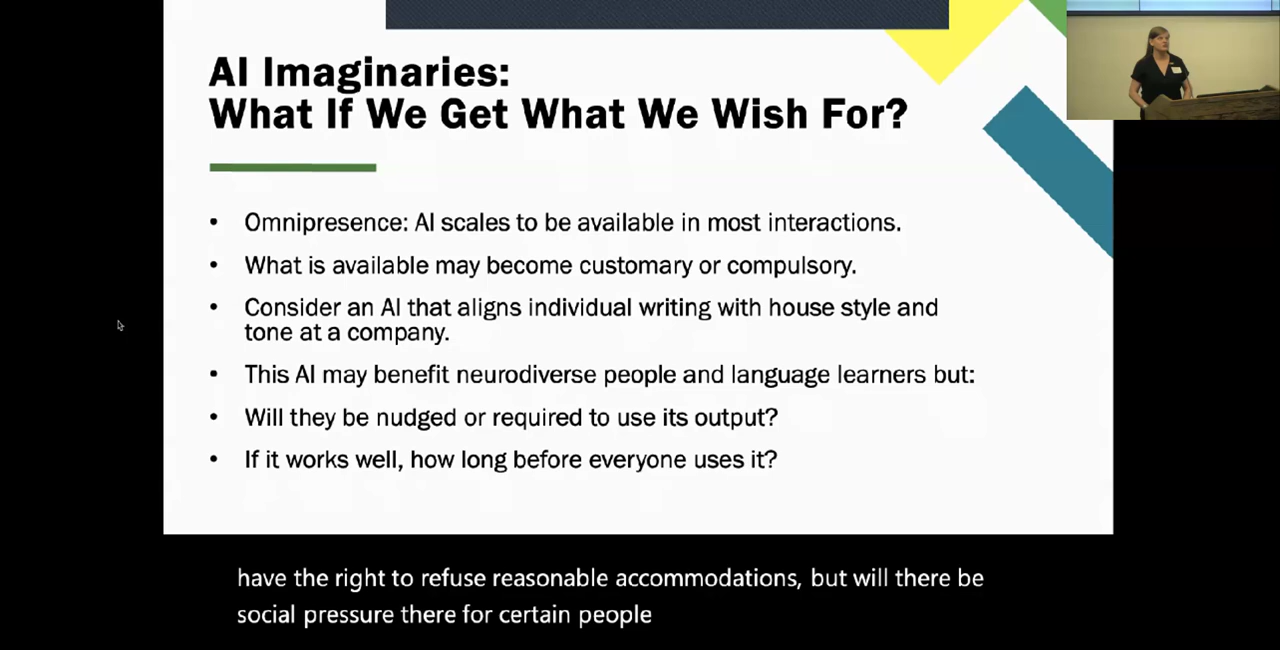 AI Imaginaries:
What If We Get What We Wish For?
• Omnipresence: AI scales to be available in most interactions.
• What is available may become customary or compulsory.
• Consider an AI that aligns individual writing with house style and
tone at a company.
• This AI may benefit neurodiverse people and language learners but:
• Will they be nudged or required to use its output?
• If it works well, how long before everyone uses it?
have the right to refuse reasonable accommodations, but will there be
social pressure there for certain people